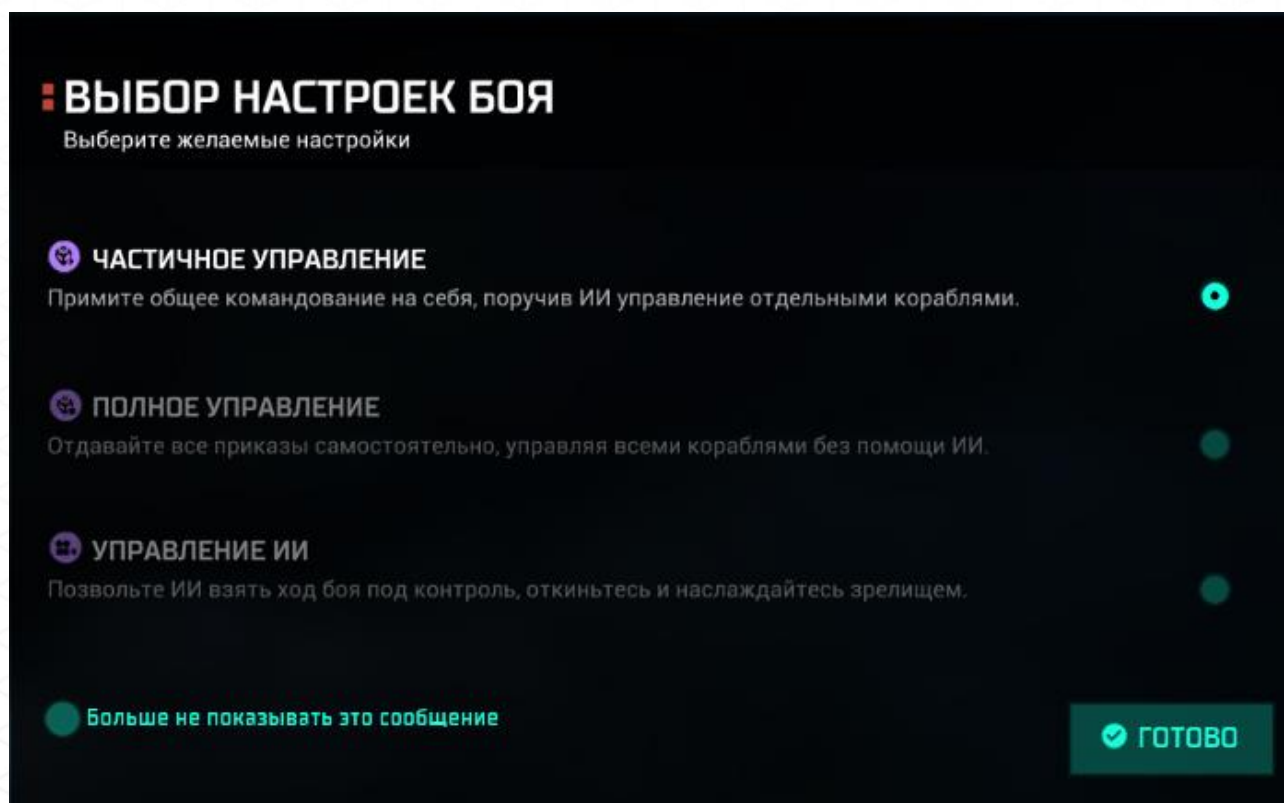 ВЫБОР НАСТРОЕК БОЯ
Выберите желаемые настройки
ЧАСТИЧНОЕ УПРАВЛЕНИЕ
Примите общее командование на себя, поручив ИИ управление отдельными кораблями.
ПОЛНОЕ УПРАВЛЕНИЕ
Отдавайте все приказы самостоятельно, управляя всеми кораблями без помощи ИИ.
УПРАВЛЕНИЕ ИИ
Позвольте ИИ взять ход боя под контроль, откиньтесь и наслаждайтесь зрелищем.
Больше не показывать это сообщение
ГОТОВО